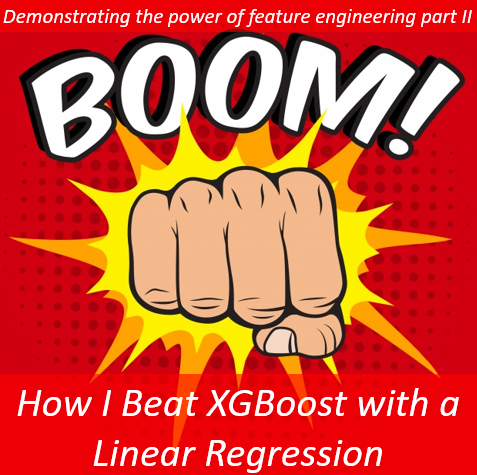 Demonstrating the power of feature engineering part II
BOOM!
How I Beat XGBoost with a
Linear Regression